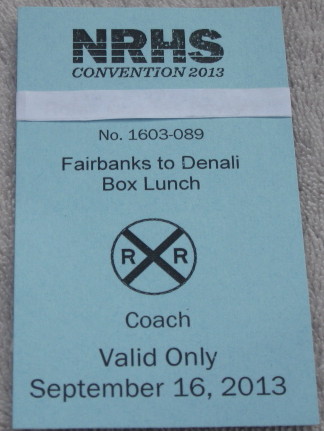 NRHS
CONVENTION 2013
No. 1603-089
Fairbanks to Denali
Box Lunch
R R
Coach
Valid Only
September 16, 2013